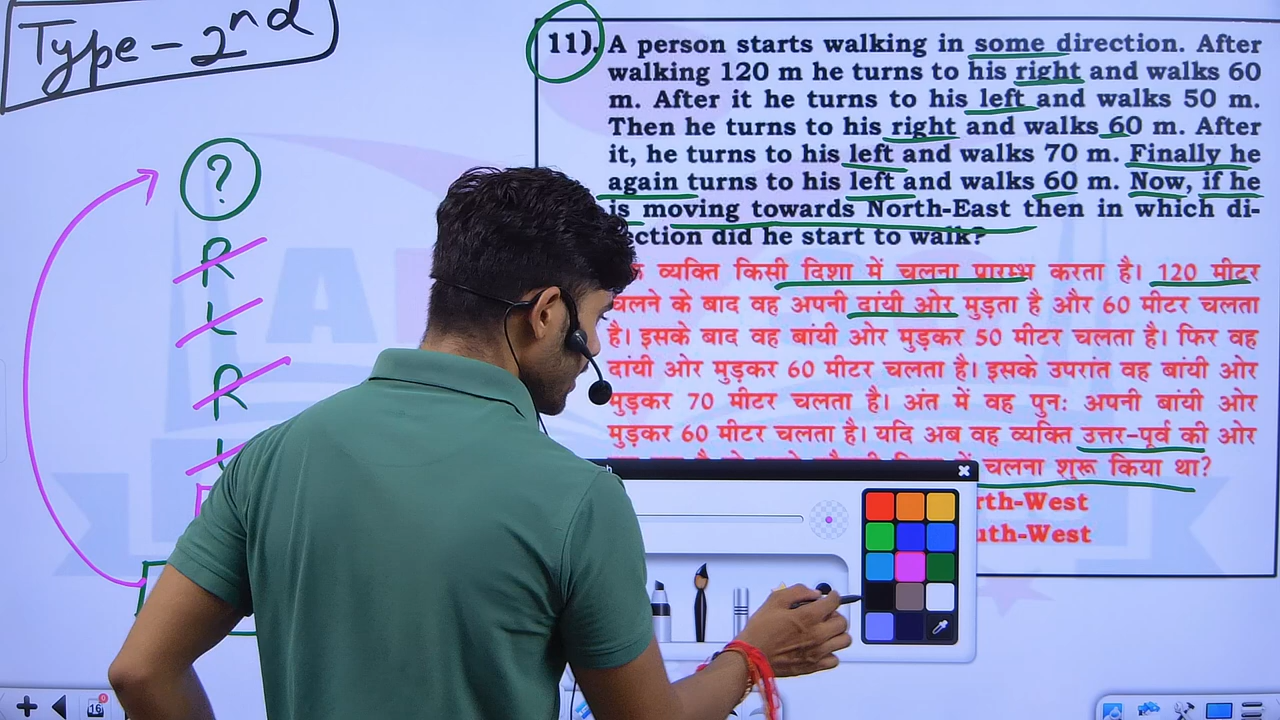 Type - 2nd
?
R
L
R
L
11). A person starts walking in some direction. After
walking 120 m he turns to his right and walks 60
m. After it he turns to his left and walks 50 m.
Then he turns to his right and walks 60 m. After
it, he turns to his left and walks 70 m. Finally he
again turns to his left and walks 60 m. Now, if he
is moving towards North-East then in which di-
ection did he start to walk?
व्यक्ति किसी दिशा में चलना प्रारम्भ करता है। 120 मीटर
चलने के बाद वह अपनी दांयी ओर मुड़ता है और 60 मीटर चलता
है। इसके बाद वह बांयी ओर मुड़कर 50 मीटर चलता है। फिर वह
दांयी ओर मुड़कर 60 मीटर चलता है। इसके उपरांत वह बांयी ओर
मुड़कर 70 मीटर चलता है। अंत में वह पुनः अपनी बांयी ओर
मुड़कर 60 मीटर चलता है। यदि अब वह व्यक्ति उत्तर-पूर्व की ओर
चलना शुरू किया था?
rth-West
uth-West
16